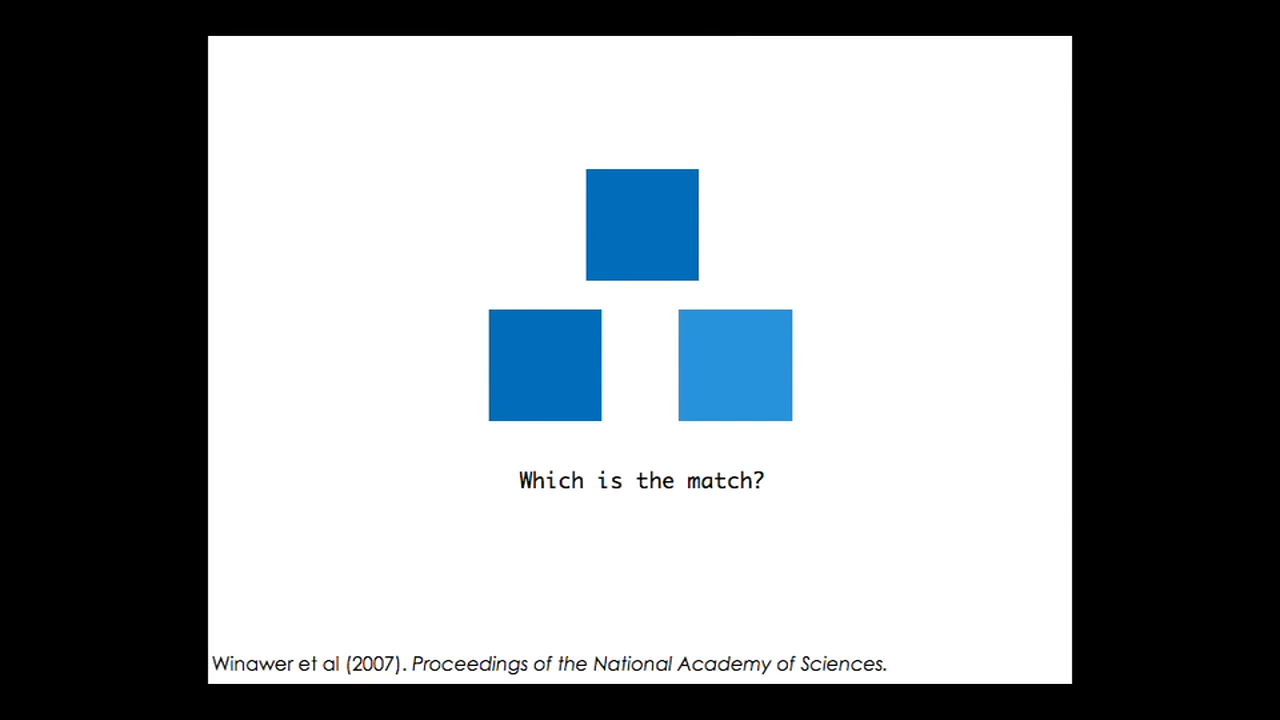 Which is the match?
Winawer et al (2007). Proceedings of the National Academy of Sciences.